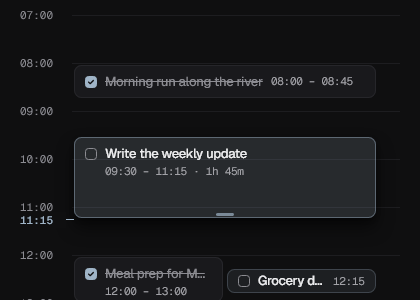 07:00
08:00
Morning run along the river 08:00 – 08:45
09:00
Write the weekly update
10:00
09:30 – 11:15 · 1h 45m
11:00
11:15
12:00
Meal prep for M…
Grocery d… 12:15
12:00 – 13:00